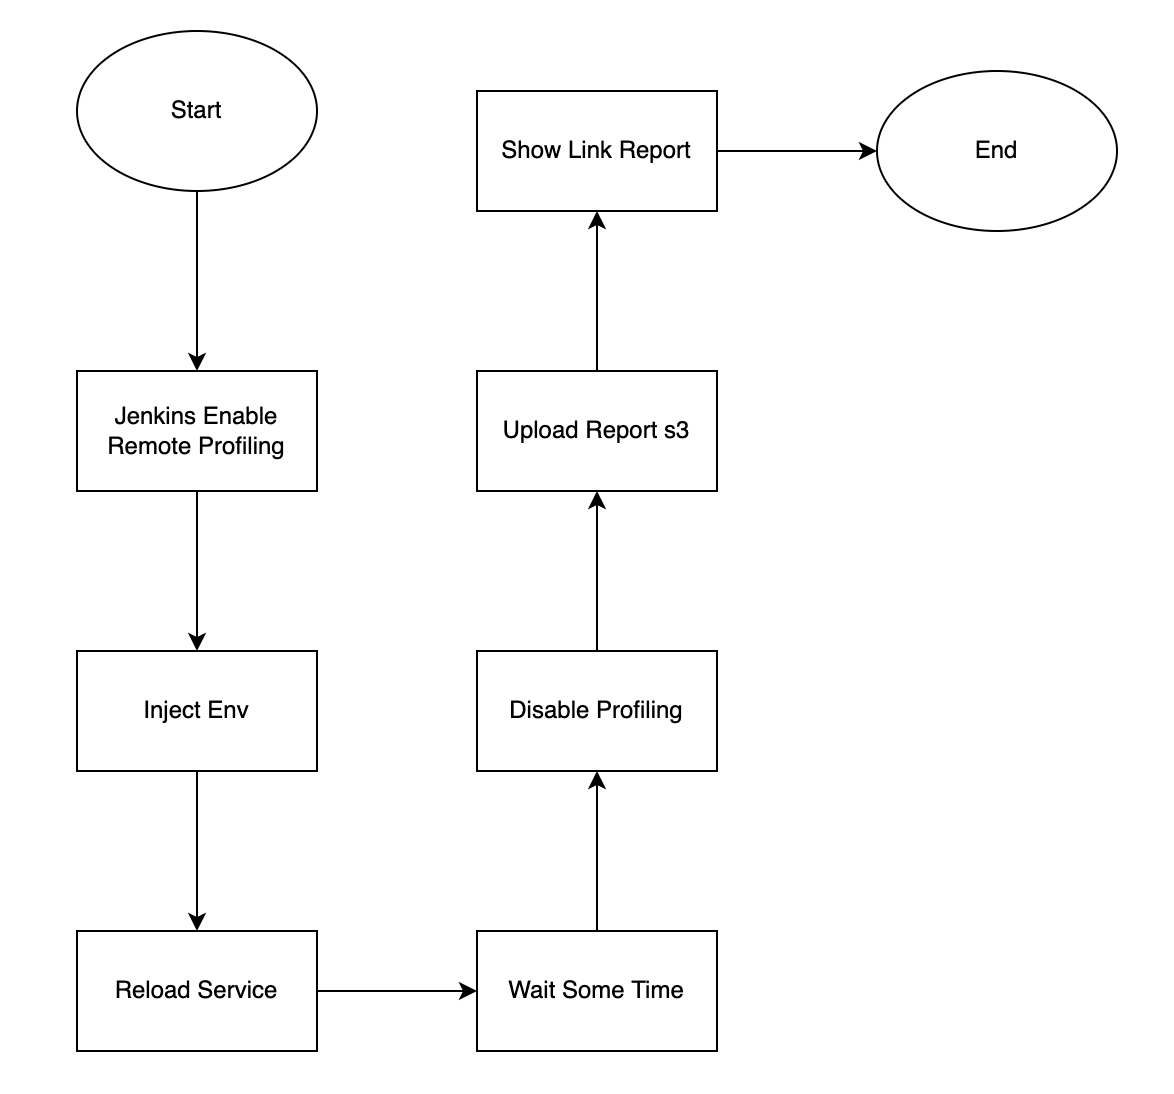 Start
Jenkins Enable
Remote Profiling
Inject Env
Reload Service
Wait Some Time
Disable Profiling
Upload Report s3
Show Link Report
End